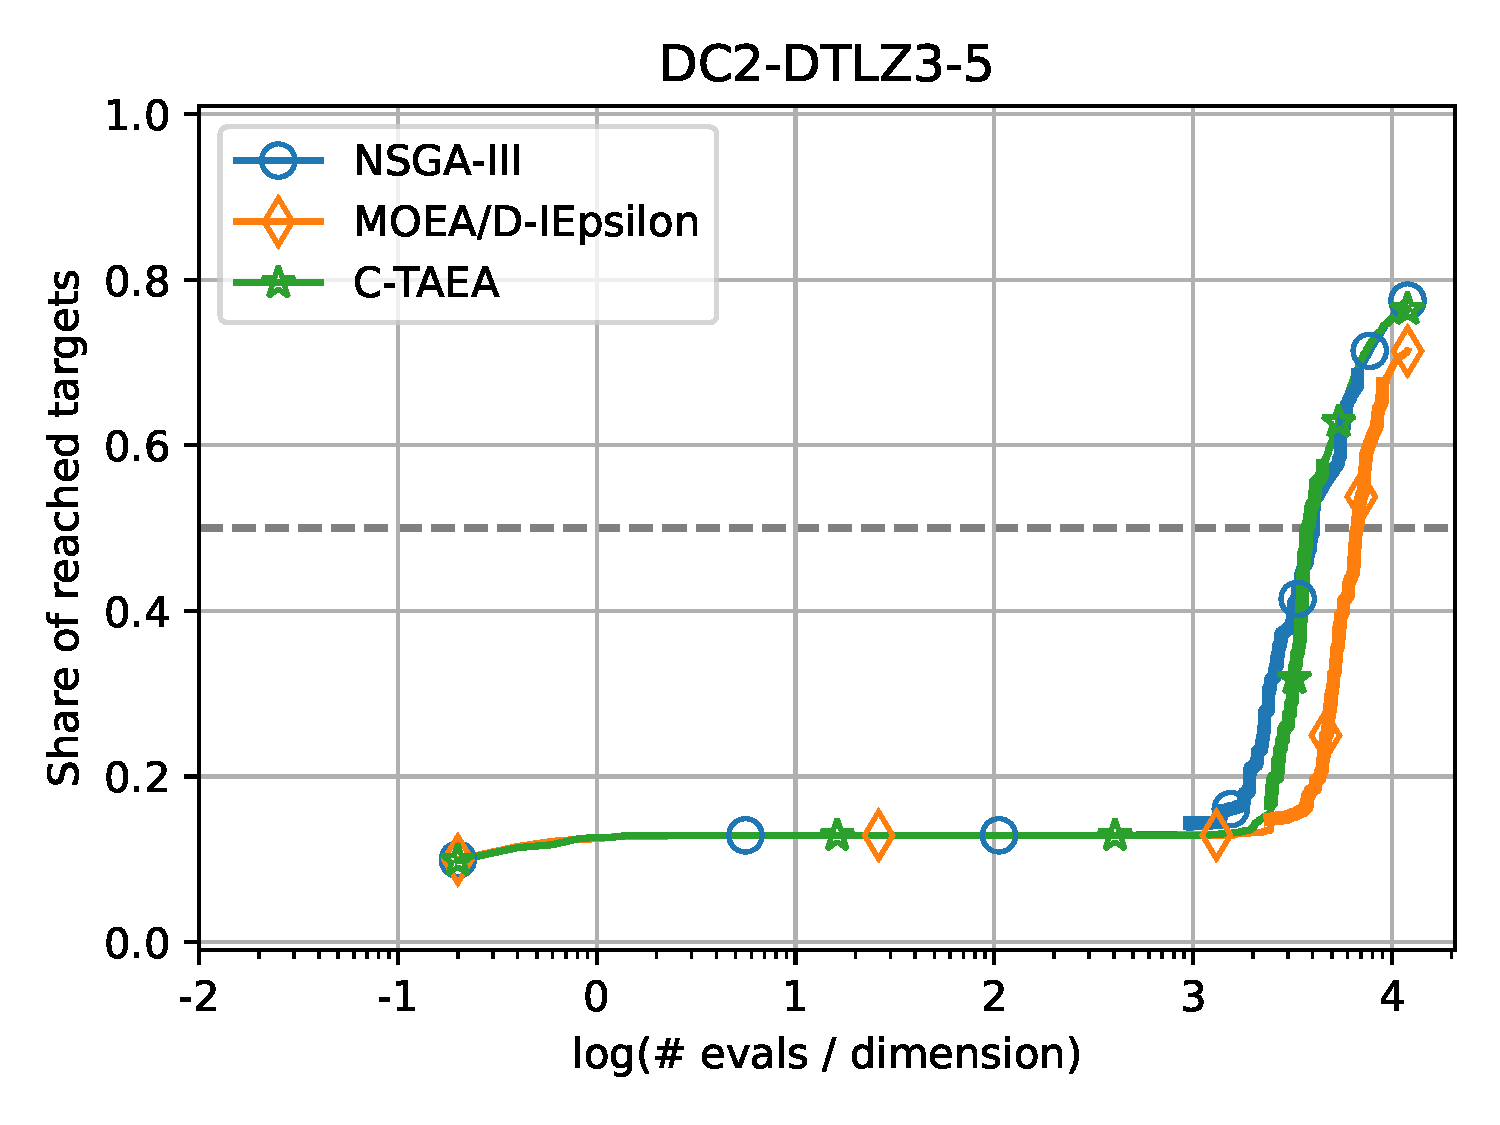 DC2-DTLZ3-5
1.0
0.8
0.6
0.4
0.2
0.0
Share of reached targets
NSGA-III
MOEA/D-IEpsilon
C-TAEA
-2 -1 0 1 2 3 4
log(# evals / dimension)